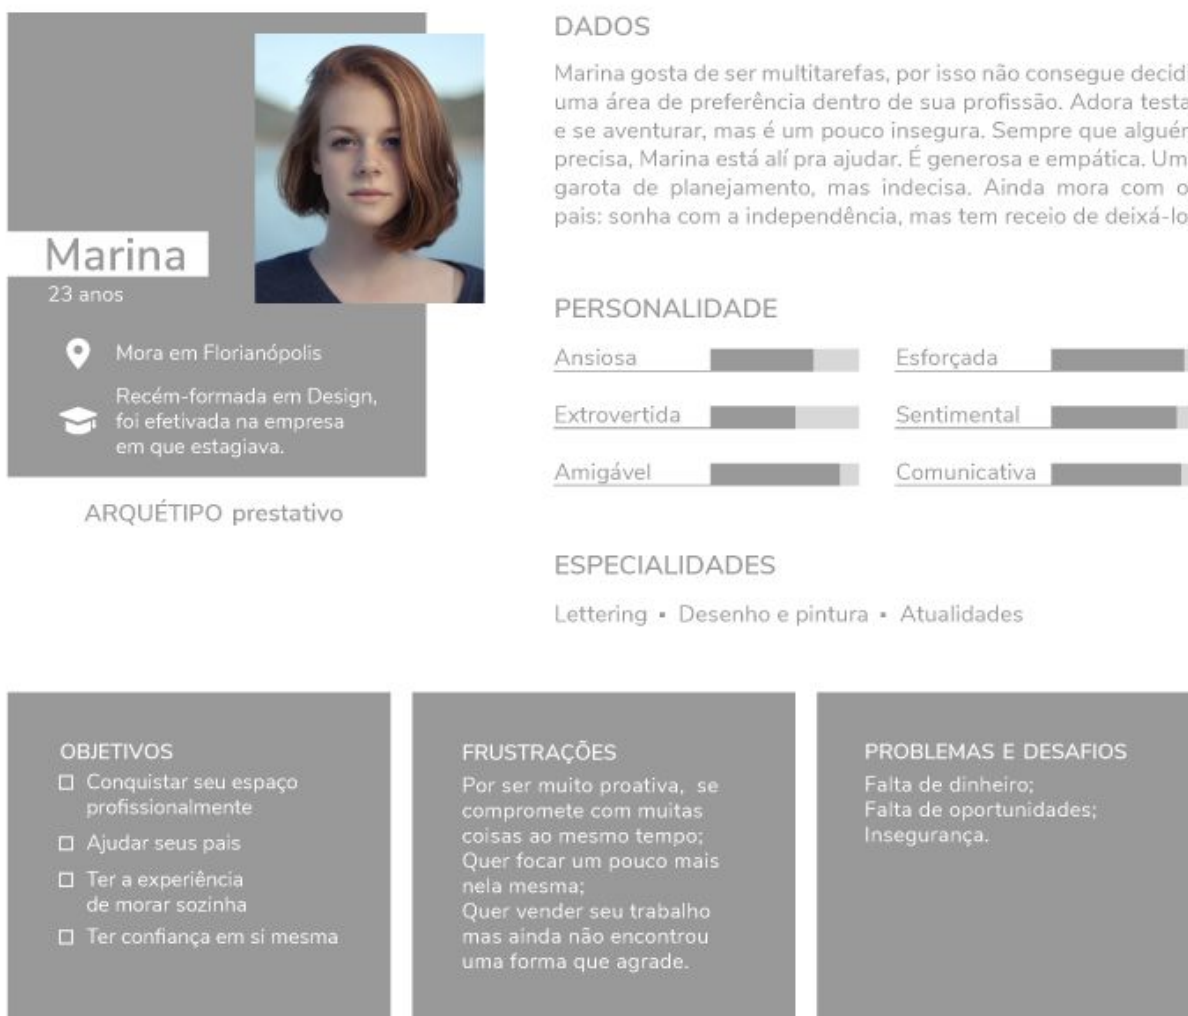 Marina
23 anos
Mora em Florianópolis
Recém-formada em Design,
foi efetivada na empresa
em que estagiava.
ARQUÉTIPO prestativo
DADOS
Marina gosta de ser multitarefas, por isso não consegue decid
uma área de preferência dentro de sua profissão. Adora testa
e se aventurar, mas é um pouco insegura. Sempre que alguér
precisa, Marina está alí pra ajudar. É generosa e empática. Um
garota de planejamento, mas indecisa. Ainda mora com o
pais: sonha com a independência, mas tem receio de deixá-lo
PERSONALIDADE
Ansiosa
Esforçada
Extrovertida
Sentimental
Amigável
Comunicativa
ESPECIALIDADES
Lettering ▪ Desenho e pintura ▪ Atualidades
OBJETIVOS
Conquistar seu espaço
profissionalmente
Ajudar seus pais
Ter a experiência
de morar sozinha
Ter confiança em si mesma
FRUSTRAÇÕES
Por ser muito proativa, se
compromete com muitas
coisas ao mesmo tempo;
Quer focar um pouco mais
nela mesma;
Quer vender seu trabalho
mas ainda não encontrou
uma forma que agrade.
PROBLEMAS E DESAFIOS
Falta de dinheiro;
Falta de oportunidades;
Insegurança.